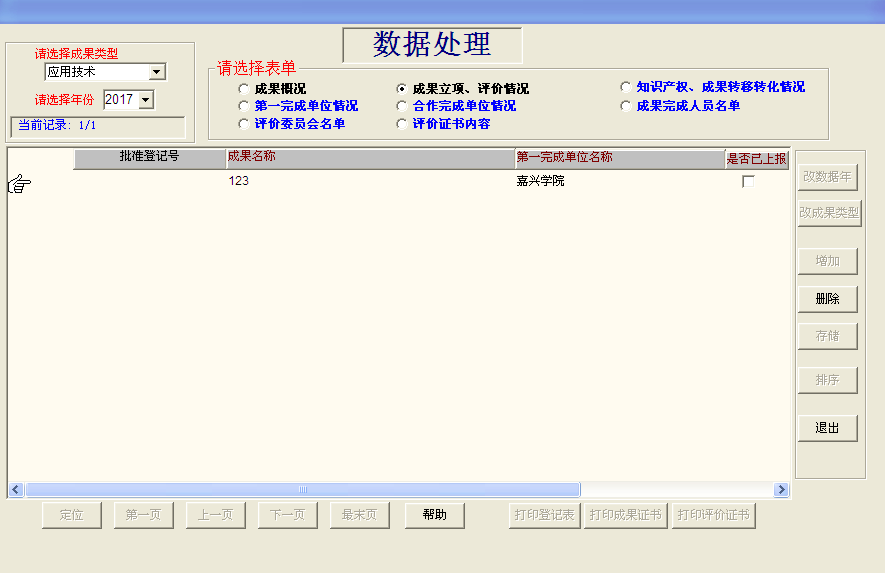 数据处理
请选择成果类型
应用技术
请选择年份 2017
当前记录: 1/1
请选择表单
成果概况 成果立项、评价情况 知识产权、成果转移转化情况
第一完成单位情况 合作完成单位情况 成果完成人员名单
评价委员会名单 评价证书内容
批准登记号 成果名称 第一完成单位名称 是否已上报
123 嘉兴学院
改数据年
改成果类型
增加
删除
存储
排序
退出
定位 第一页 上一页 下一页 最末页 帮助 打印登记表 打印成果证书 打印评价证书